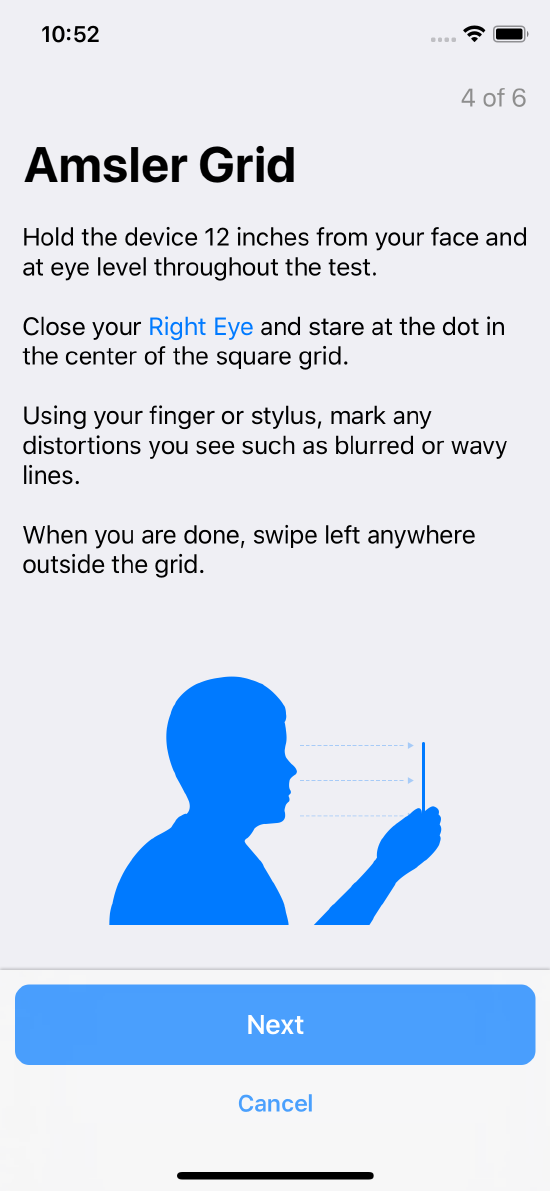 10:52
4 of 6
Amsler Grid
Hold the device 12 inches from your face and
at eye level throughout the test.
Close your Right Eye and stare at the dot in
the center of the square grid.
Using your finger or stylus, mark any
distortions you see such as blurred or wavy
lines.
When you are done, swipe left anywhere
outside the grid.
Next
Cancel